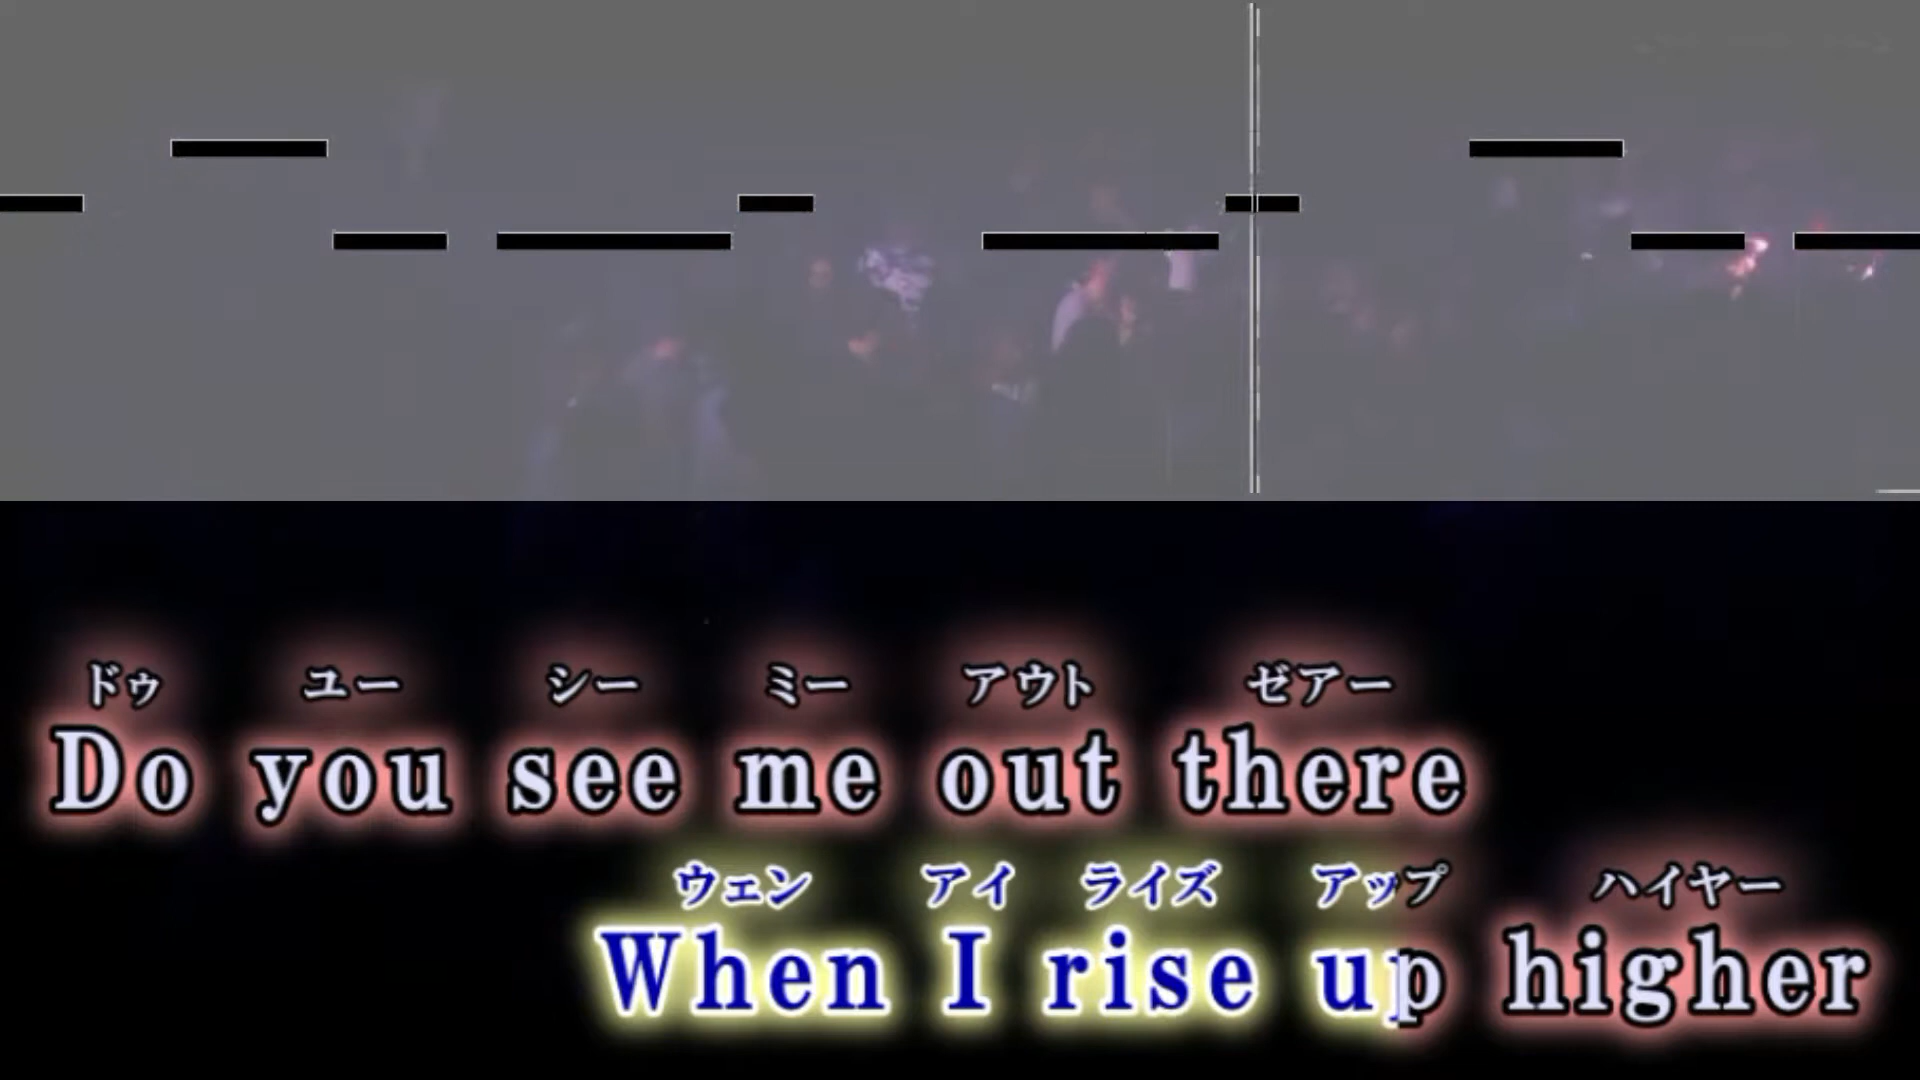 ドゥ ユー シー ミー アウト ゼアー
Do you see me out there
ウェン アイ ライズ アップ ハイヤー
When I rise up higher